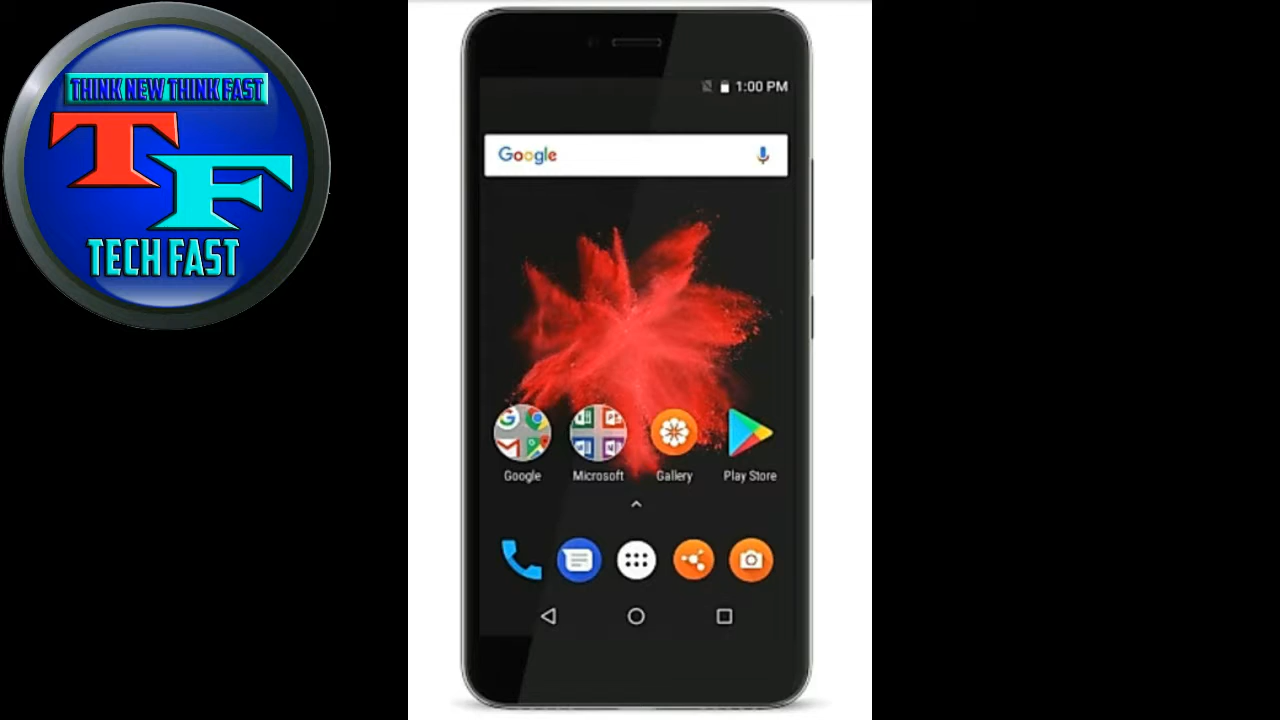 THINK NEW THINK FAST
TF
TECH FAST
1:00 PM
Google
Google
Microsoft
Gallery
Play Store